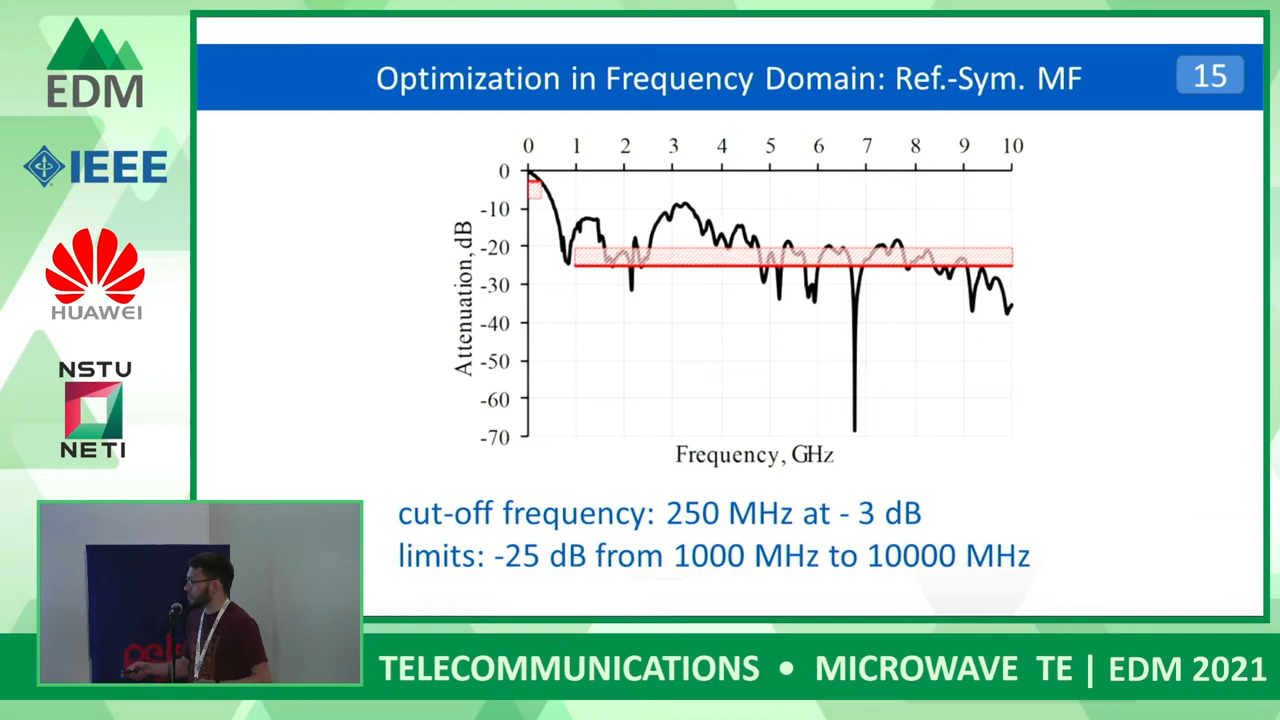 EDM
IEEE
HUAWEI
NSTU
NETI
Optimization in Frequency Domain: Ref.-Sym. MF
15
0 1 2 3 4 5 6 7 8 9 10
0
-10
-20
-30
-40
-50
-60
-70
Attenuation, dB
Frequency, GHz
cut-off frequency: 250 MHz at - 3 dB
limits: -25 dB from 1000 MHz to 10000 MHz
TELECOMMUNICATIONS • MICROWAVE TE | EDM 2021